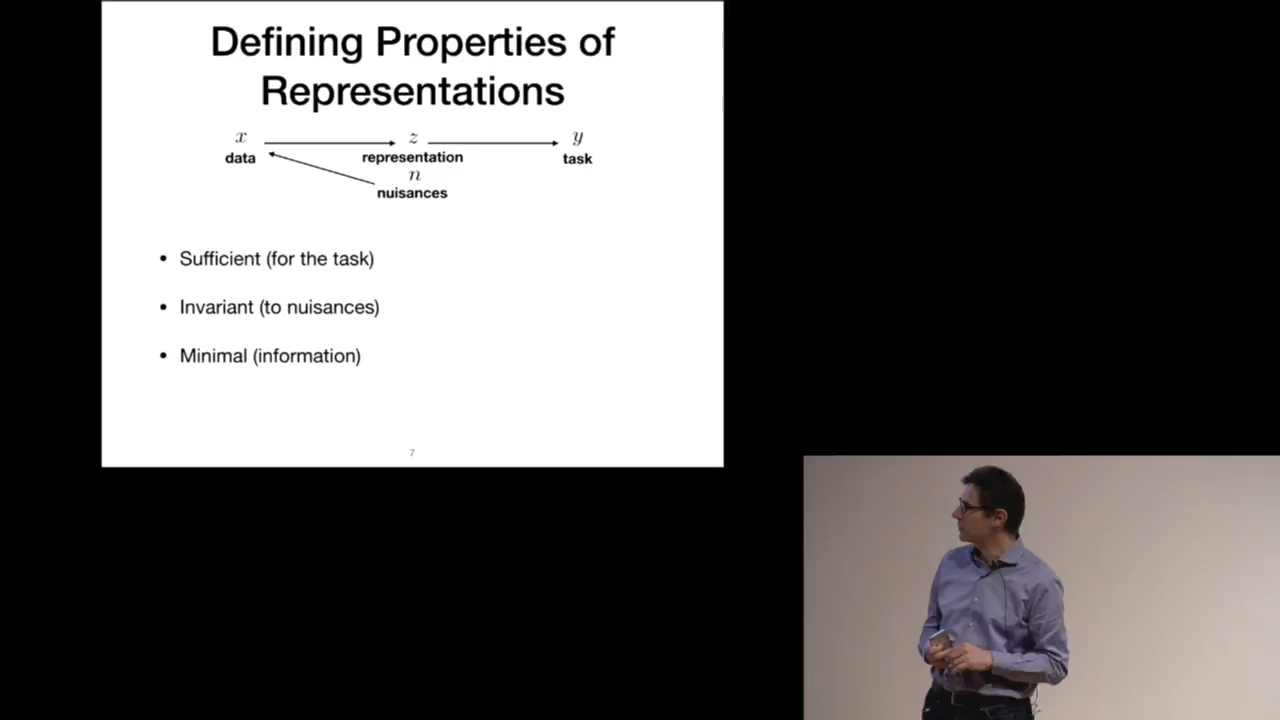 Defining Properties of
Representations
x z y
data representation task
n
nuisances
• Sufficient (for the task)
• Invariant (to nuisances)
• Minimal (information)
7